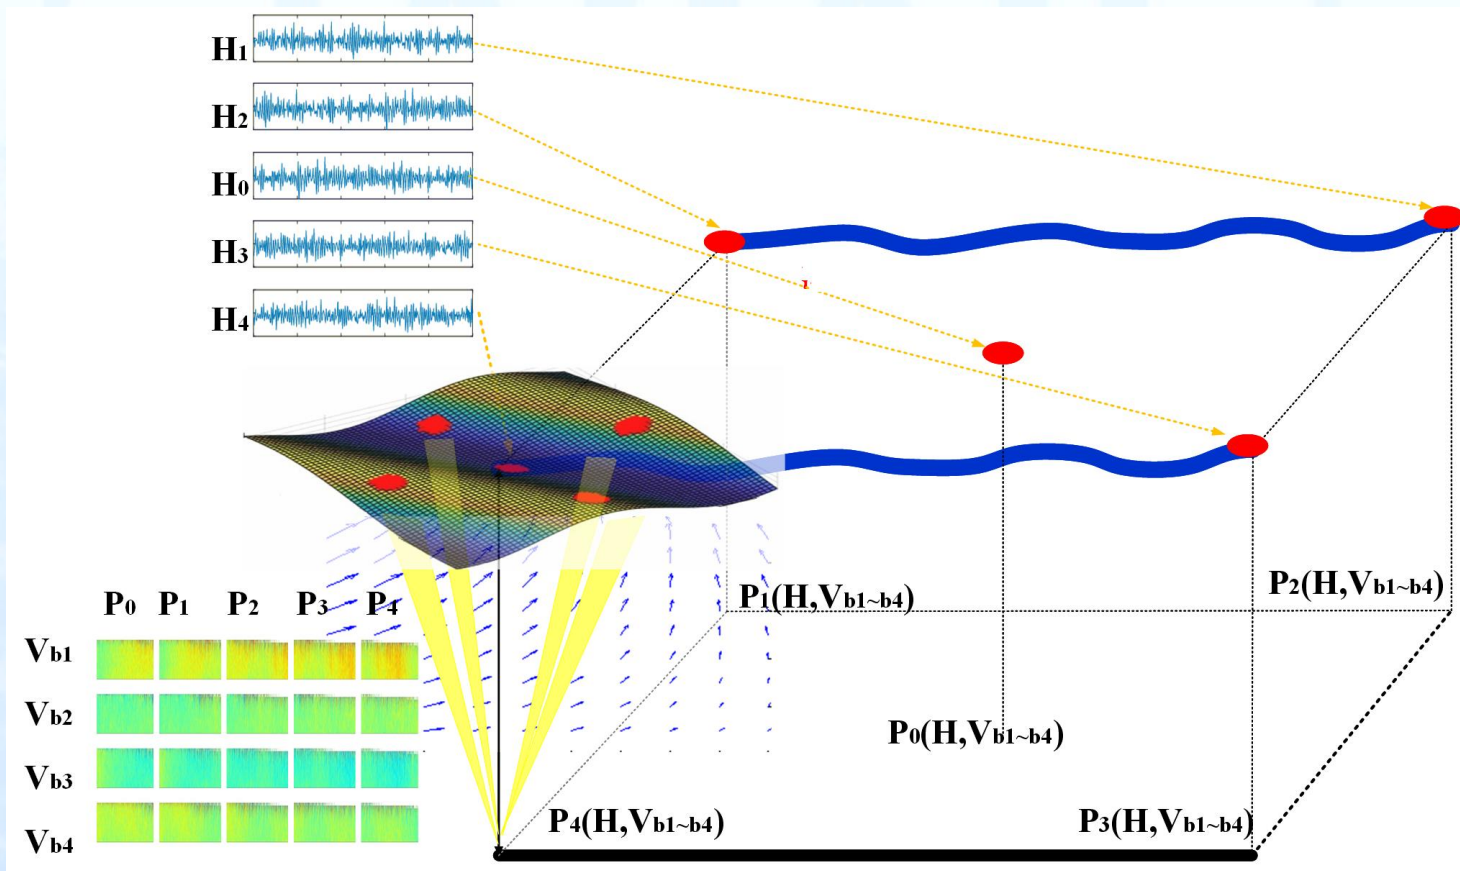 H1
H2
H0
H3
H4
P1(H,Vb1~b4)
P2(H,Vb1~b4)
P0 P1 P2 P3 P4
Vb1
Vb2
Vb3
Vb4
P0(H,Vb1~b4)
P4(H,Vb1~b4)
P3(H,Vb1~b4)